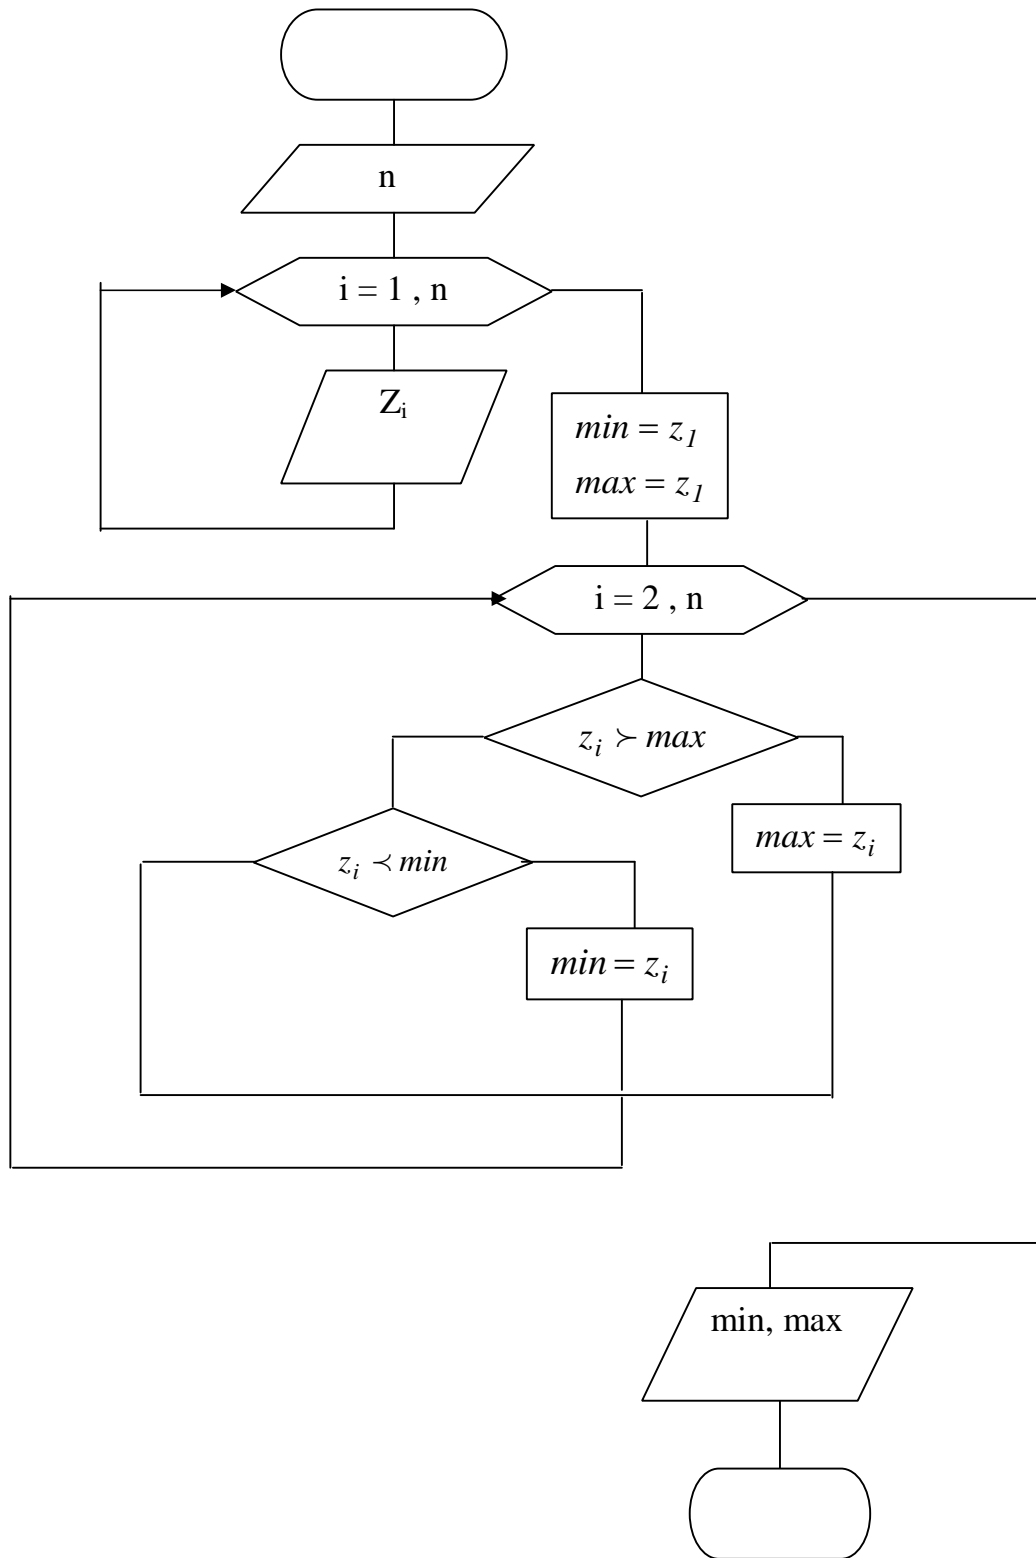 n
i = 1 , n
Zᵢ
min = z₁
max = z₁
i = 2 , n
zᵢ ≻ max
max = zᵢ
zᵢ ≺ min
min = zᵢ
min, max